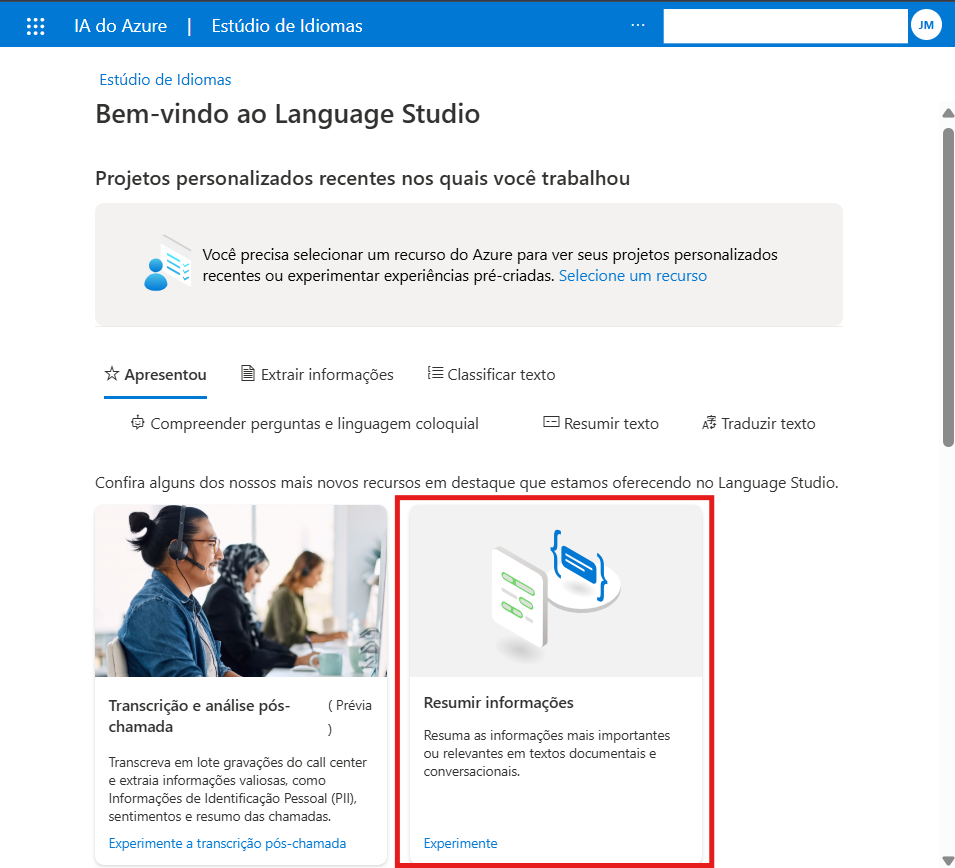 IA do Azure | Estúdio de Idiomas ... JM
Estúdio de Idiomas
Bem-vindo ao Language Studio
Projetos personalizados recentes nos quais você trabalhou
Você precisa selecionar um recurso do Azure para ver seus projetos personalizados
recentes ou experimentar experiências pré-criadas. Selecione um recurso
Apresentou Extrair informações Classificar texto
Compreender perguntas e linguagem coloquial Resumir texto Traduzir texto
Confira alguns dos nossos mais novos recursos em destaque que estamos oferecendo no Language Studio.
Transcrição e análise pós- ( Prévia
chamada )
Transcreva em lote gravações do call center
e extraia informações valiosas, como
Informações de Identificação Pessoal (PII),
sentimentos e resumo das chamadas.
Experimente a transcrição pós-chamada
Resumir informações
Resuma as informações mais importantes
ou relevantes em textos documentais e
conversacionais.
Experimente